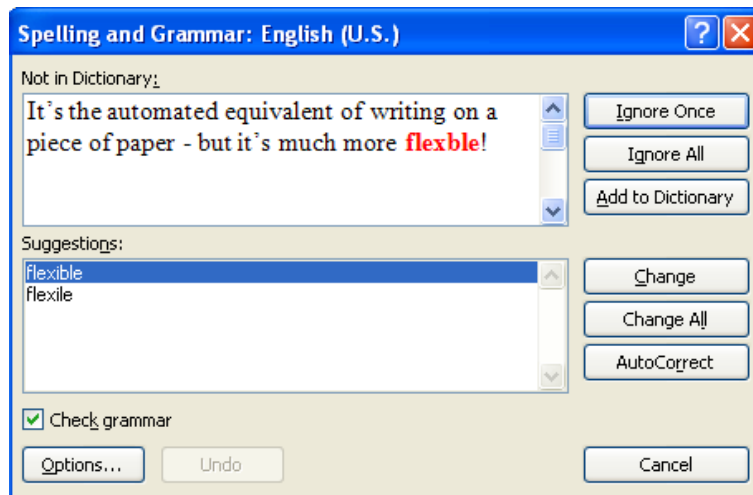 Spelling and Grammar: English (U.S.)
Not in Dictionary:
It's the automated equivalent of writing on a
piece of paper - but it's much more flexble!
Ignore Once
Ignore All
Add to Dictionary
Suggestions:
flexible
flexile
Change
Change All
AutoCorrect
Check grammar
Options...
Undo
Cancel